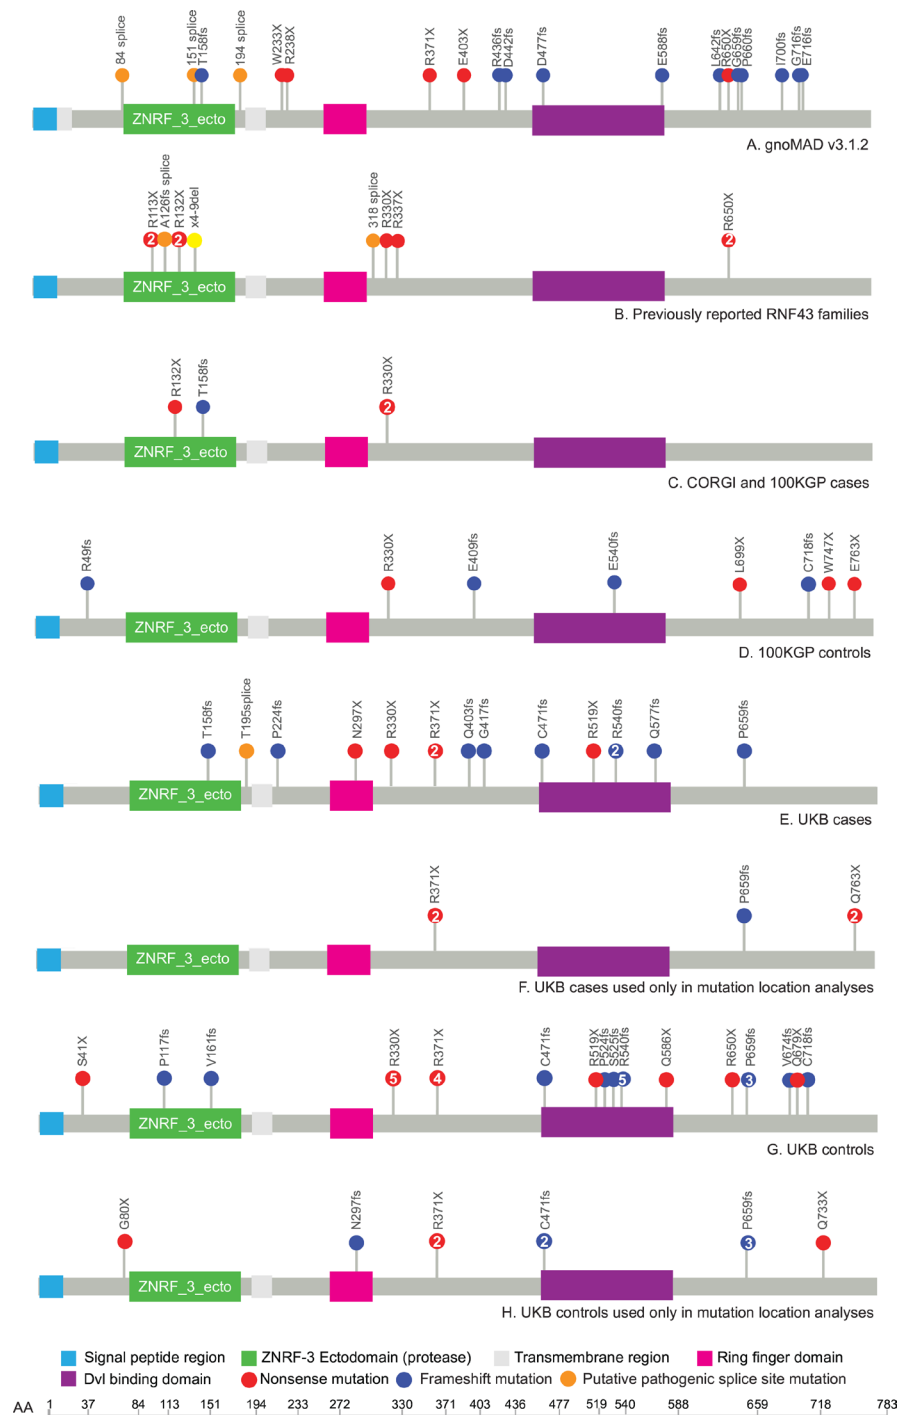 84 splice
151 splice
T158fs
194 splice
W233X
R238X
R371X
E403X
R436fs
D442fs
D477fs
E588fs
L642fs
R650X
G659fs
P660fs
I700fs
G716fs
E716fs
ZNRF_3_ecto
A. gnoMAD v3.1.2
R113X
A126fs splice
R132X
x4-9del
318 splice
R330X
R337X
R650X
2
2
2
ZNRF_3_ecto
B. Previously reported RNF43 families
R132X
T158fs
R330X
2
ZNRF_3_ecto
C. CORGI and 100KGP cases
R49fs
R330X
E409fs
E540fs
L699X
C718fs
W747X
E763X
ZNRF_3_ecto
D. 100KGP controls
T158fs
T195splice
P224fs
N297X
R330X
R371X
Q403fs
G417fs
C471fs
R519X
R540fs
Q577fs
P659fs
2
2
ZNRF_3_ecto
E. UKB cases
R371X
P659fs
Q763X
2
2
ZNRF_3_ecto
F. UKB cases used only in mutation location analyses
S41X
P117fs
V161fs
R330X
R371X
C471fs
R519X
P524fs
S525fs
R540fs
Q586X
R650X
P659fs
V674fs
Q679X
C718fs
5
4
5
3
ZNRF_3_ecto
G. UKB controls
G80X
N297fs
R371X
C471fs
P659fs
Q733X
2
2
3
ZNRF_3_ecto
H. UKB controls used only in mutation location analyses
Signal peptide region ZNRF-3 Ectodomain (protease) Transmembrane region Ring finger domain
Dvl binding domain Nonsense mutation Frameshift mutation Putative pathogenic splice site mutation
AA 1 37 84 113 151 194 233 272 330 371 403 436 477 519 540 588 659 718 783